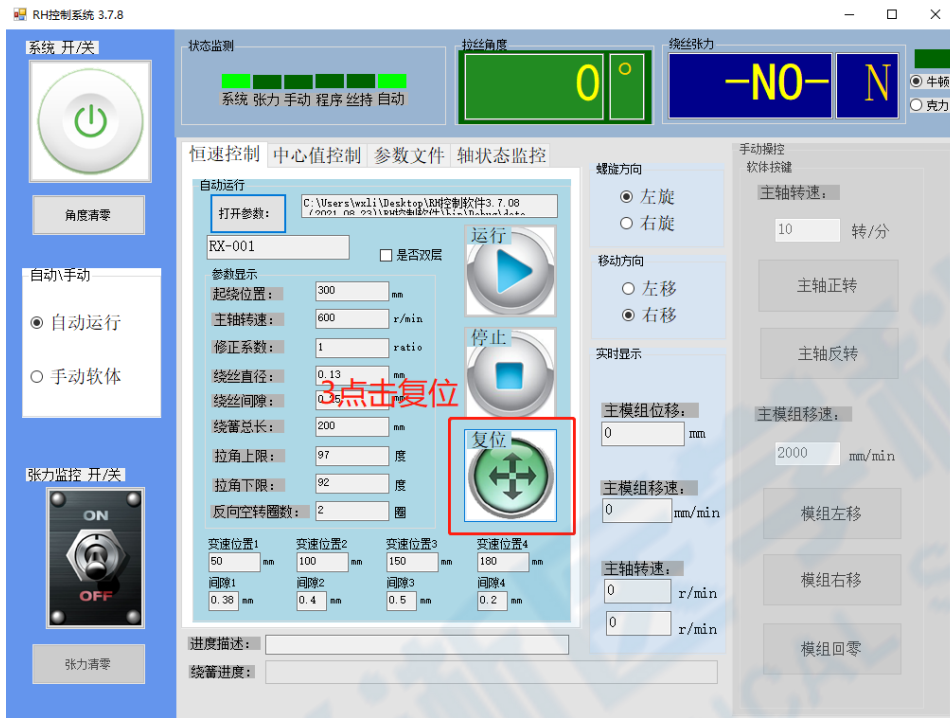 RH控制系统 3.7.8
系统 开/关
角度清零
自动\手动
自动运行
手动软体
张力监控 开/关
ON
OFF
张力清零
状态监测
系统 张力 手动 程序 丝持 自动
拉丝角度
0 °
绕丝张力
-NO- N
牛顿
克力
恒速控制 中心值控制 参数文件 轴状态监控
自动运行
打开参数:
C:\Users\wxli\Desktop\RH控制软件3.7.08
(2021.08.23)\RH控制软件\bin\Debug\data
RX-001
是否双层
参数显示
起绕位置: 300 mm
主轴转速: 600 r/min
修正系数: 1 ratio
绕丝直径: 0.13 mm
绕丝间隙: mm
绕簧总长: 200 mm
拉角上限: 97 度
拉角下限: 92 度
反向空转圈数: 2 圈
运行
停止
3点击复位
复位
变速位置1 变速位置2 变速位置3 变速位置4
50 mm 100 mm 150 mm 180 mm
间隙1 间隙2 间隙3 间隙4
0.38 mm 0.4 mm 0.5 mm 0.2 mm
进度描述:
绕簧进度:
螺旋方向
左旋
右旋
移动方向
左移
右移
实时显示
主模组位移:
0 mm
主模组移速:
0 mm/min
主轴转速:
0 r/min
0 r/min
手动操控
软体按键
主轴转速:
10 转/分
主轴正转
主轴反转
主模组移速:
2000 mm/min
模组左移
模组右移
模组回零